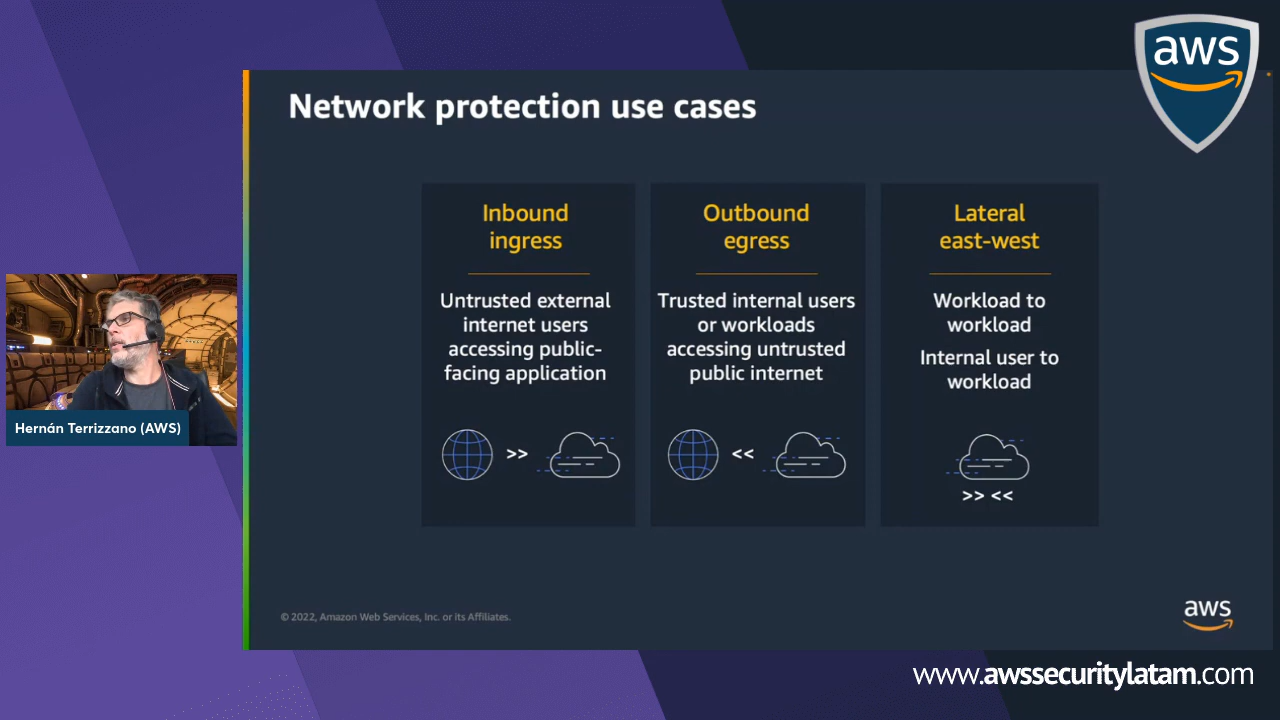 aws
Network protection use cases
Inbound
ingress
Untrusted external
internet users
accessing public-
facing application
>>
Outbound
egress
Trusted internal users
or workloads
accessing untrusted
public internet
<<
Lateral
east-west
Workload to
workload
Internal user to
workload
>> <<
Hernán Terrizzano (AWS)
© 2022, Amazon Web Services, Inc. or its Affiliates.
aws
www.awssecuritylatam.com